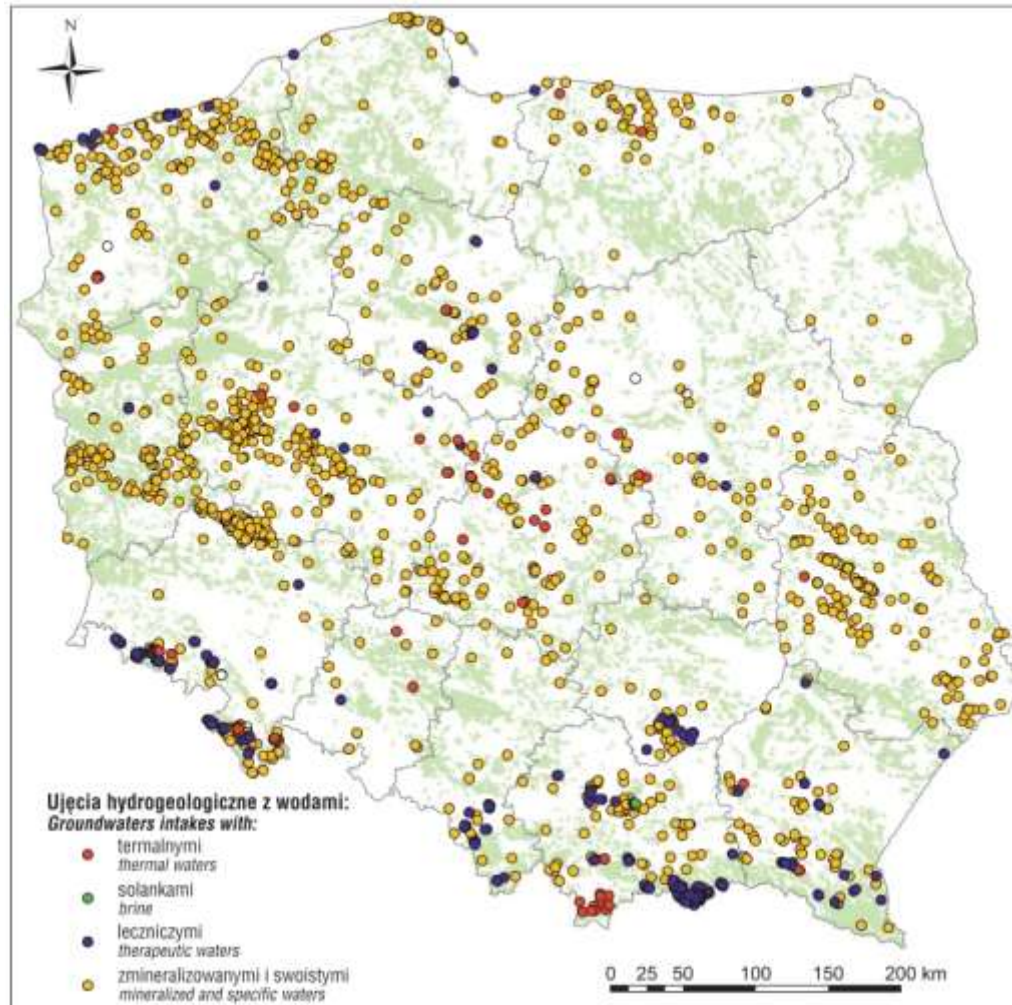 N
Ujęcia hydrogeologiczne z wodami:
Groundwaters intakes with:
termalnymi
thermal waters
solankami
brine
leczniczymi
therapeutic waters
zmineralizowanymi i swoistymi
mineralized and specific waters
0 25 50 100 150 200 km